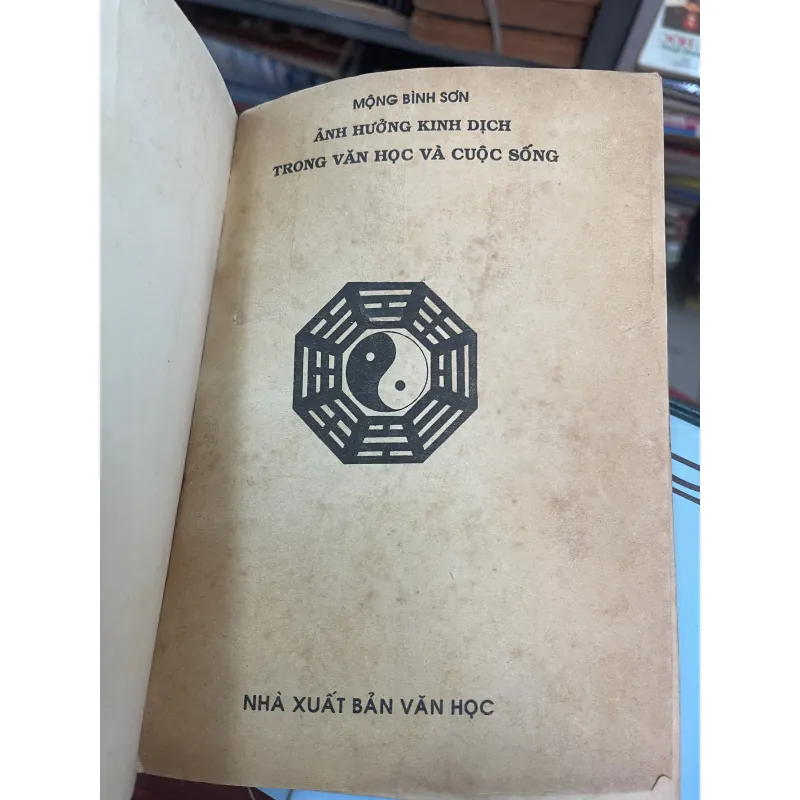 MỘNG BÌNH SƠN
ẢNH HƯỞNG KINH DỊCH
TRONG VĂN HỌC VÀ CUỘC SỐNG
NHÀ XUẤT BẢN VĂN HỌC